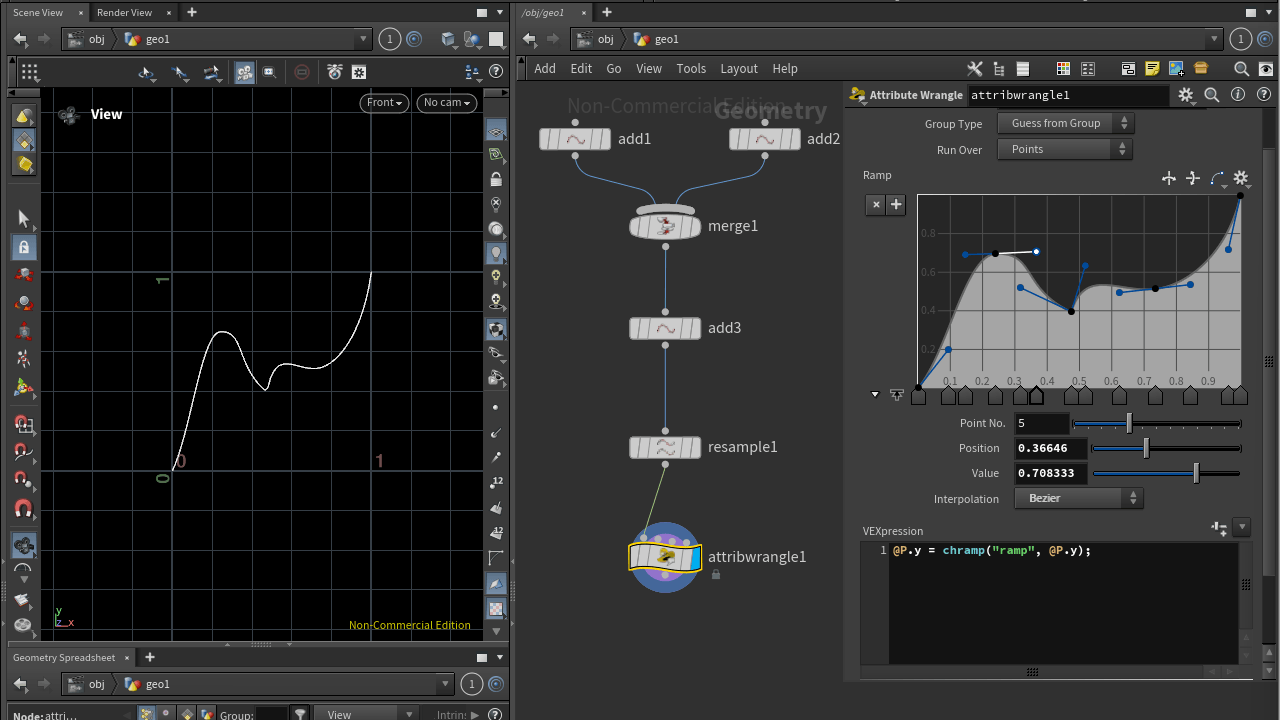 Scene View × Render View × +
obj geo1
1
View
Front No cam
1
0
0
1
y
z x
Non-Commercial Edition
Geometry Spreadsheet × +
obj geo1
1
Node: attri... Group: View Intrin:
/obj/geo1 × +
obj geo1
1
Add Edit Go View Tools Layout Help
Non-Commercial Edition
Geometry
add1
add2
merge1
add3
resample1
attribwrangle1
Attribute Wrangle attribwrangle1
Group Type Guess from Group
Run Over Points
Ramp
0.8
0.6
0.4
0.2
0.1 0.2 0.3 0.4 0.5 0.6 0.7 0.8 0.9
Point No. 5
Position 0.36646
Value 0.708333
Interpolation Bezier
VEXpression
1 @P.y = chramp("ramp", @P.y);
12
12